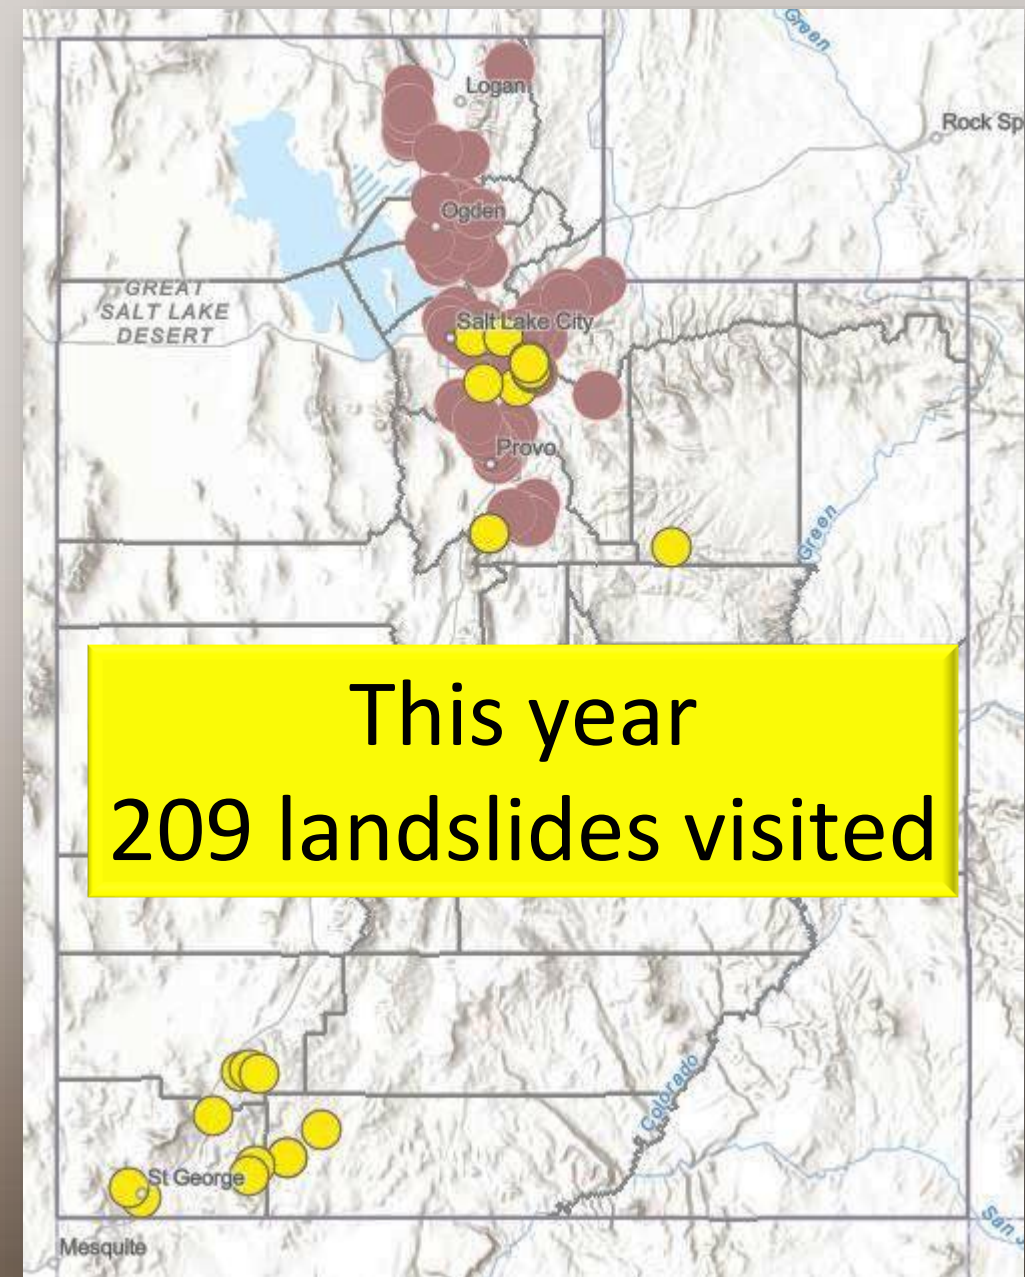 Green
Logan
Rock Sp
Ogden
GREAT
SALT LAKE
DESERT
Salt Lake City
Provo
Green
This year
209 landslides visited
Colorado
St George
San J
Mesquite